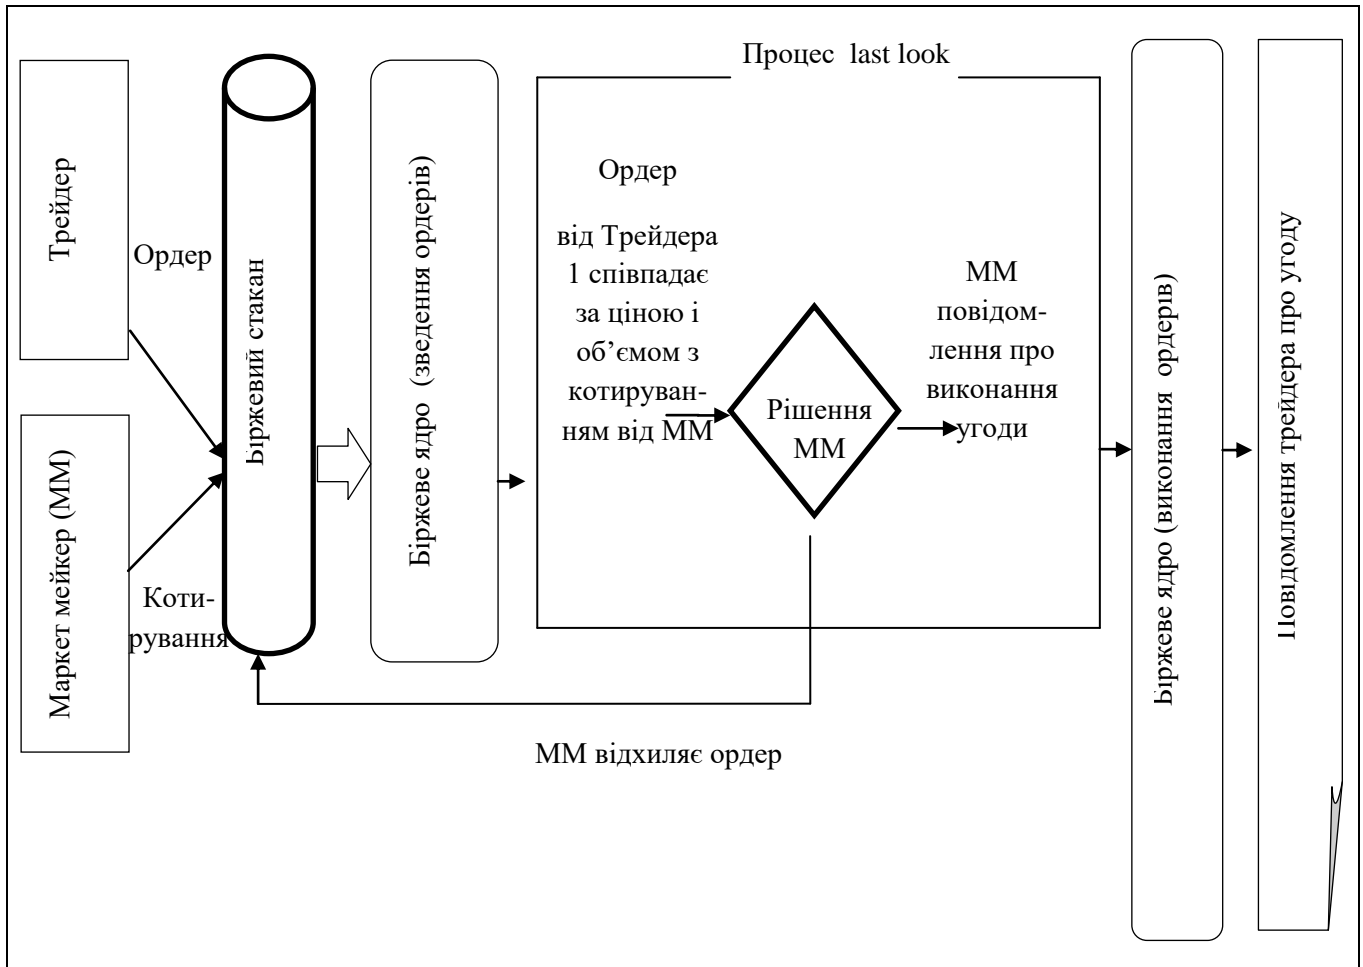 Процес last look
Трейдер
Ордер
Маркет мейкер (ММ)
Коти-
рування
Біржевий стакан
Біржеве ядро (зведення ордерів)
Ордер
від Трейдера
1 співпадає
за ціною і
об’ємом з
котируван-
ням від ММ
Рішення
ММ
ММ
повідом-
лення про
виконання
угоди
ММ відхиляє ордер
Біржеве ядро (виконання ордерів)
Повідомлення трейдера про угоду